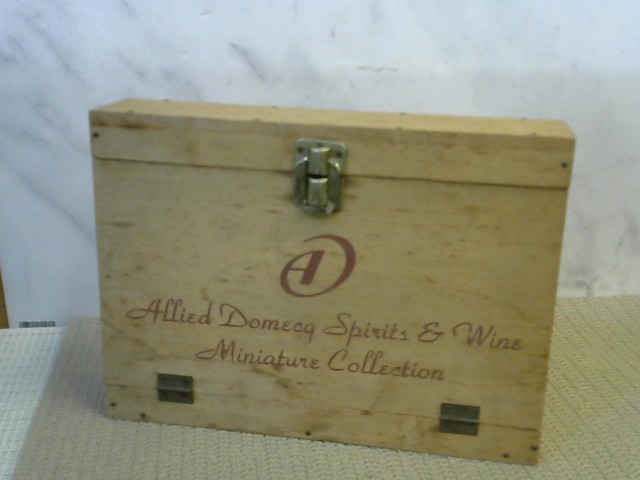 Allied Domecq Spirits & Wine
Miniature Collection